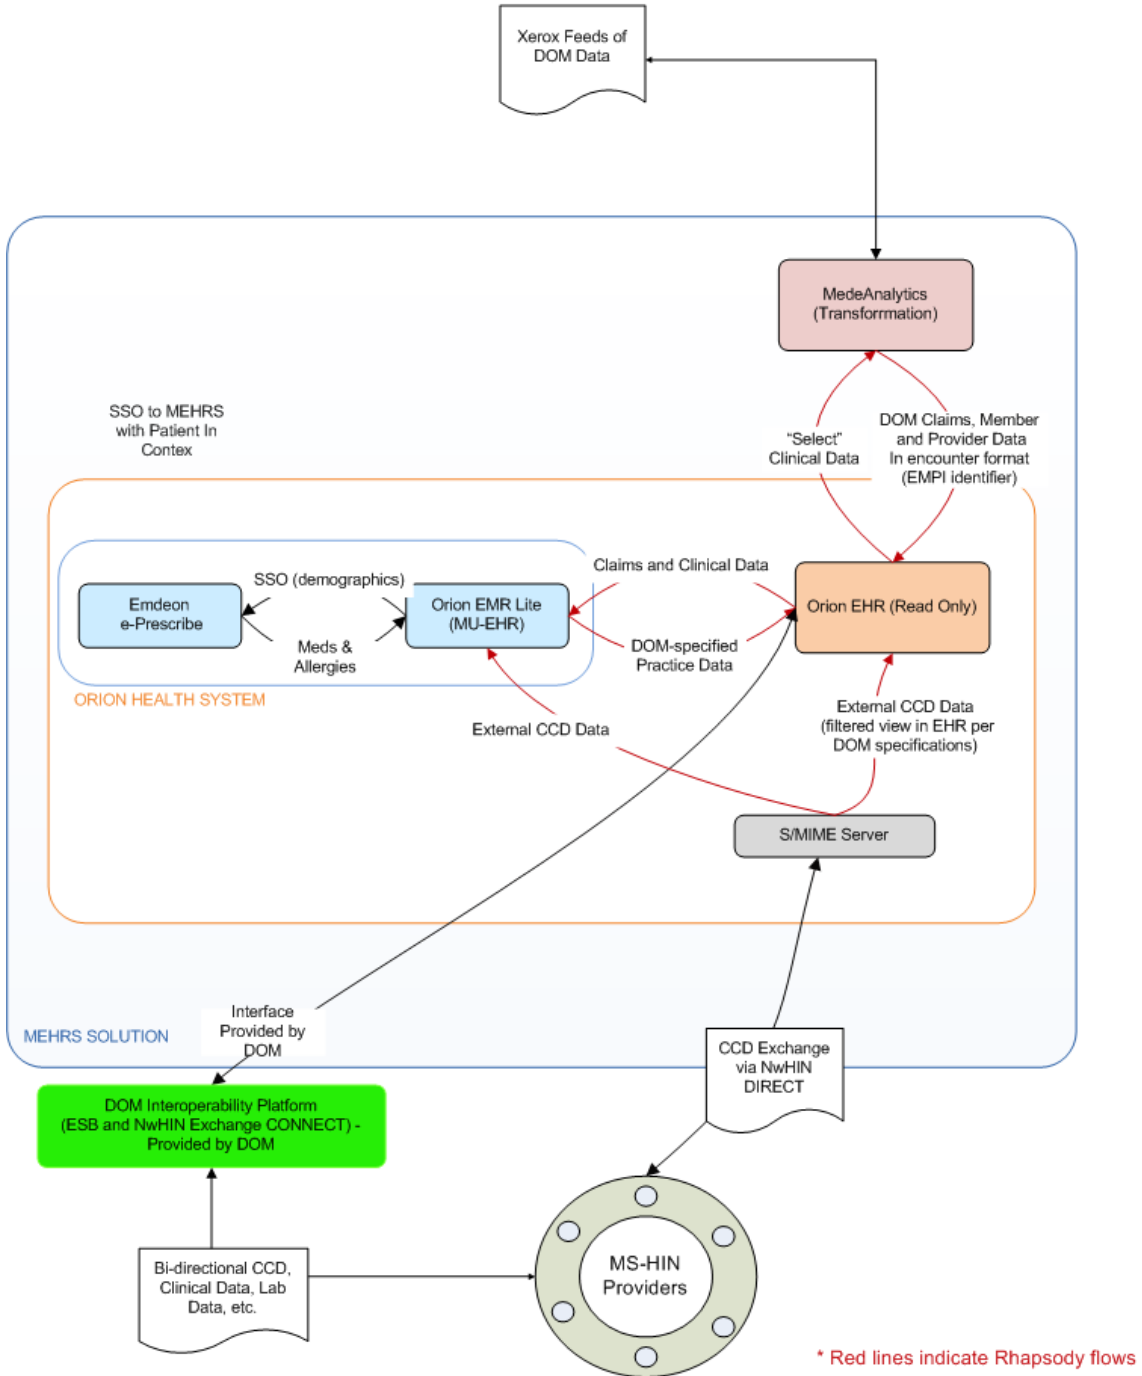 Xerox Feeds of
DOM Data
MedeAnalytics
(Transforrmation)
SSO to MEHRS
with Patient In
Contex
"Select"
Clinical Data
DOM Claims, Member
and Provider Data
In encounter format
(EMPI identifier)
SSO (demographics)
Claims and Clinical Data
Emdeon
e-Prescribe
Orion EMR Lite
(MU-EHR)
Orion EHR (Read Only)
Meds &
Allergies
DOM-specified
Practice Data
ORION HEALTH SYSTEM
External CCD Data
External CCD Data
(filtered view in EHR per
DOM specifications)
S/MIME Server
Interface
Provided by
DOM
MEHRS SOLUTION
CCD Exchange
via NwHIN
DIRECT
DOM Interoperability Platform
(ESB and NwHIN Exchange CONNECT) -
Provided by DOM
Bi-directional CCD,
Clinical Data, Lab
Data, etc.
MS-HIN
Providers
* Red lines indicate Rhapsody flows